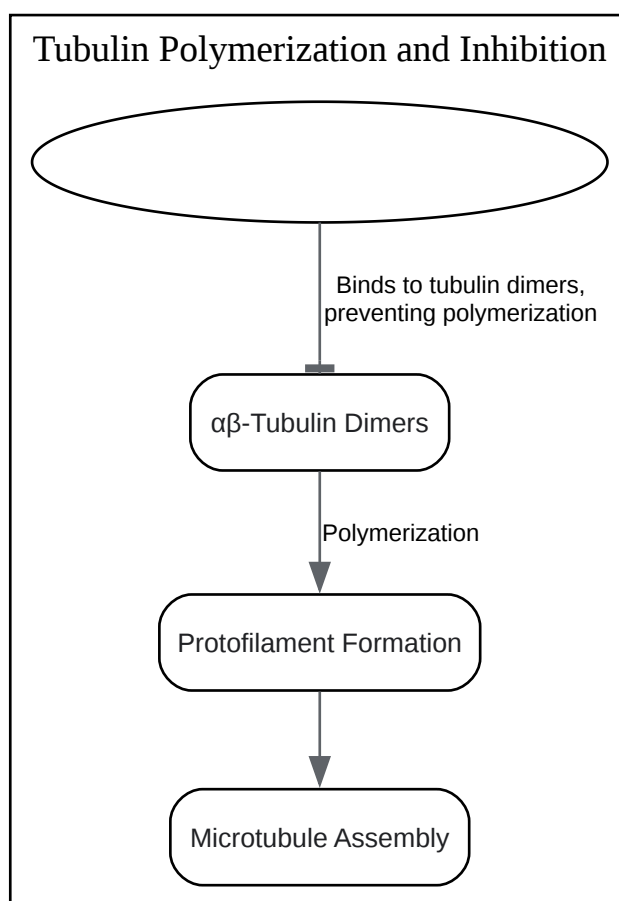 Tubulin Polymerization and Inhibition
Binds to tubulin dimers,
preventing polymerization
αβ-Tubulin Dimers
Polymerization
Protofilament Formation
Microtubule Assembly